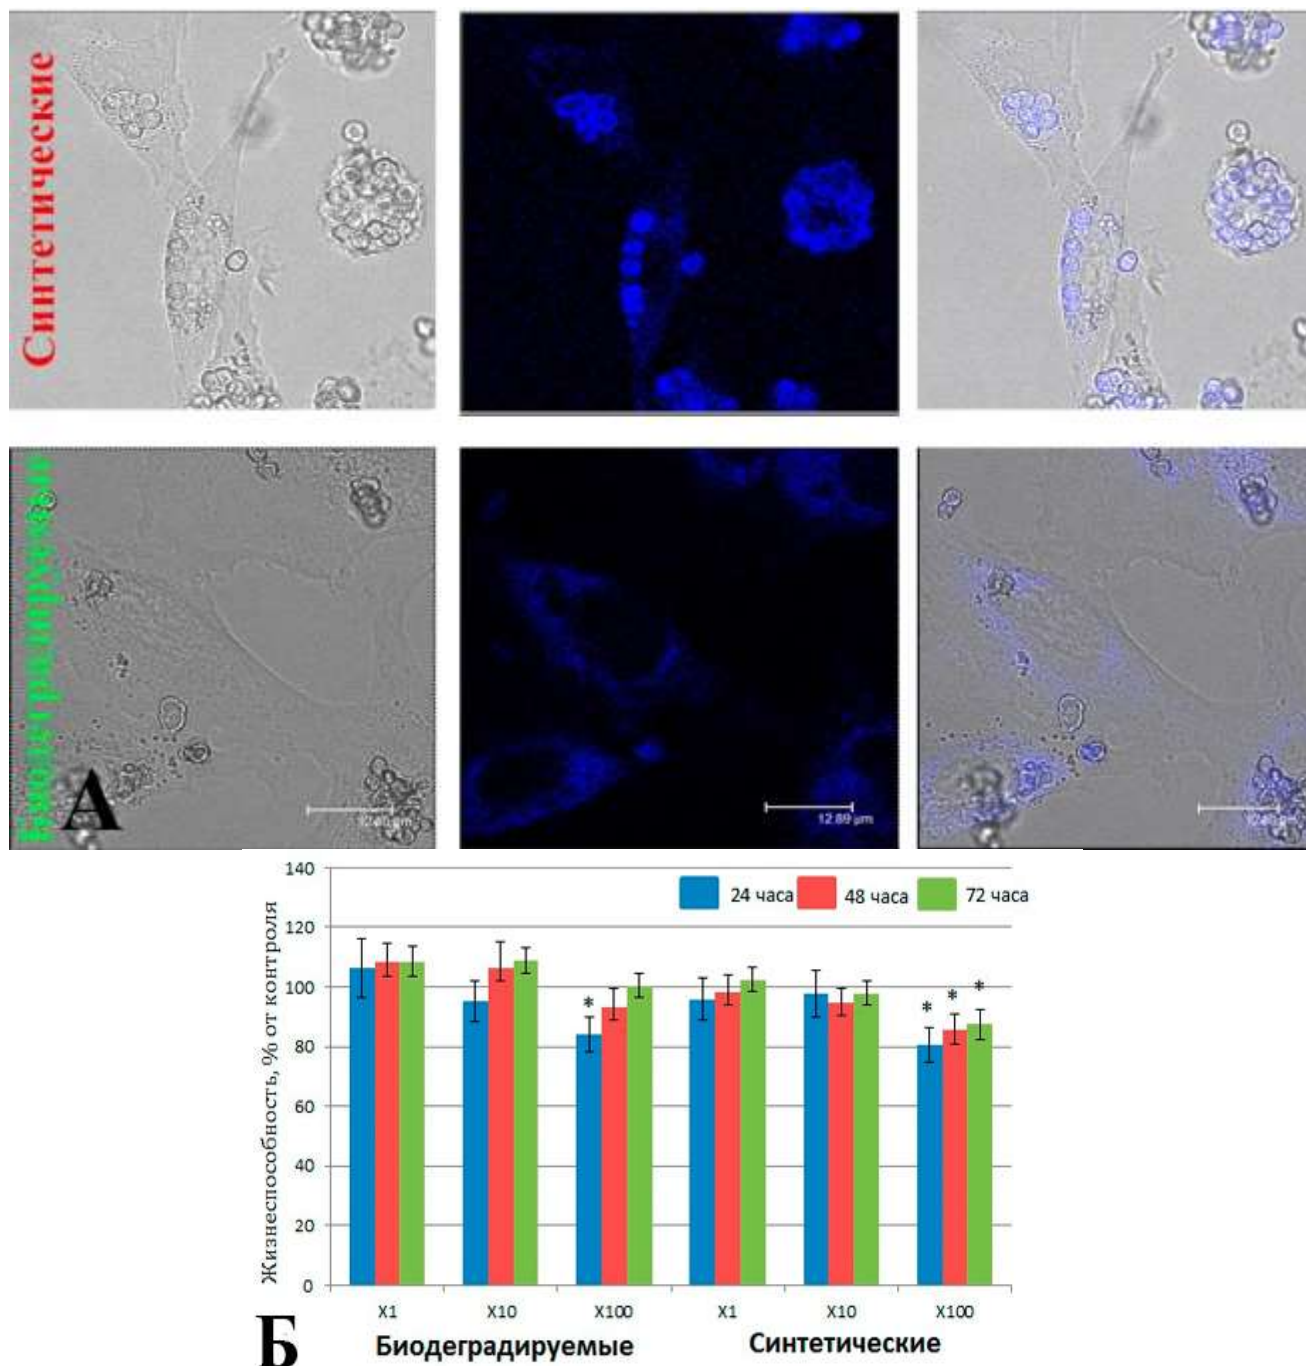 Синтетические
Биодеградируемые
А
12.89 µm
140
120
100
80
60
40
20
0
Жизнеспособность, % от контроля
24 часа 48 часа 72 часа
* * * *
X1 X10 X100 X1 X10 X100
Биодеградируемые Синтетические
Б